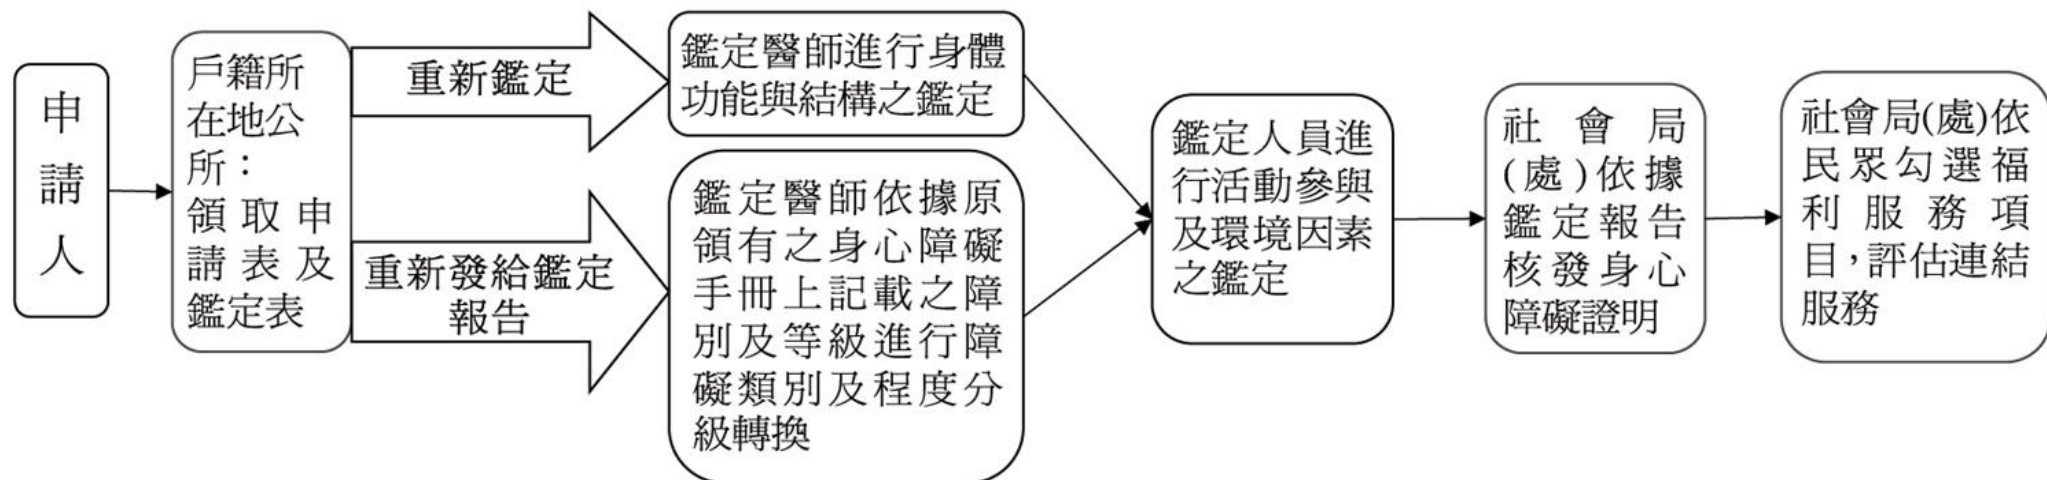 申
請
人
戶籍所
在地公
所：
領取申
請表及
鑑定表
重新鑑定
重新發給鑑定
報告
鑑定醫師進行身體
功能與結構之鑑定
鑑定醫師依據原
領有之身心障礙
手冊上記載之障
別及等級進行障
礙類別及程度分
級轉換
鑑定人員進
行活動參與
及環境因素
之鑑定
社會局
(處)依據
鑑定報告
核發身心
障礙證明
社會局(處)依
民眾勾選福
利服務項
目，評估連結
服務